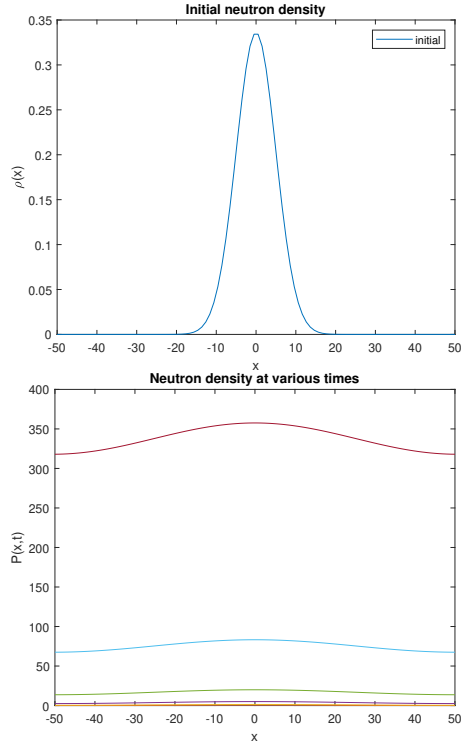 Initial neutron density
0.35
0.3
0.25
0.2
0.15
0.1
0.05
0
ρ(x)
initial
-50 -40 -30 -20 -10 0 10 20 30 40 50
x
Neutron density at various times
400
350
300
250
200
150
100
50
0
P(x,t)
-50 -40 -30 -20 -10 0 10 20 30 40 50
x